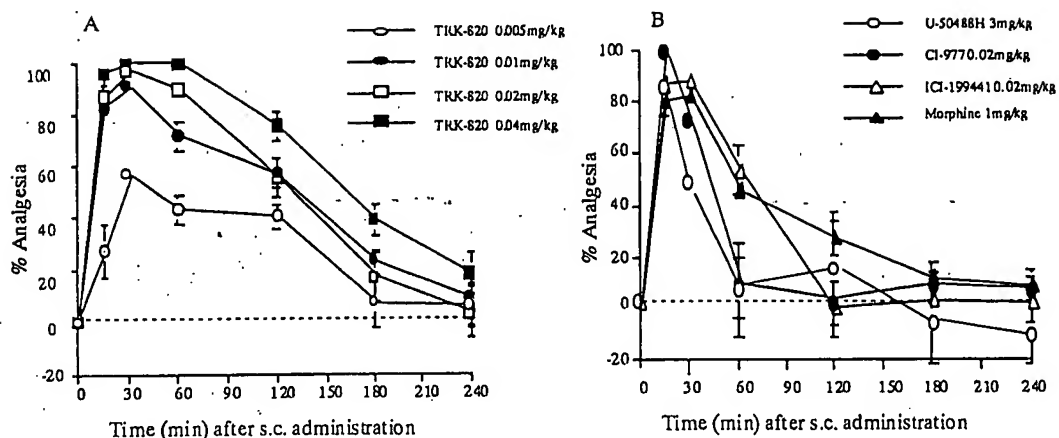 A
TRK-820 0.005mg/kg
TRK-820 0.01mg/kg
TRK-820 0.02mg/kg
TRK-820 0.04mg/kg
% Analgesia
100
80
60
40
20
0
-20
0 30 60 90 120 150 180 210 240
Time (min) after s.c. administration
B
U-50488H 3mg/kg
CI-9770.02mg/kg
ICI-1994410.02mg/kg
Morphine 1mg/kg
% Analgesia
100
80
60
40
20
0
-20
0 30 60 90 120 150 180 210 240
Time (min) after s.c. administration